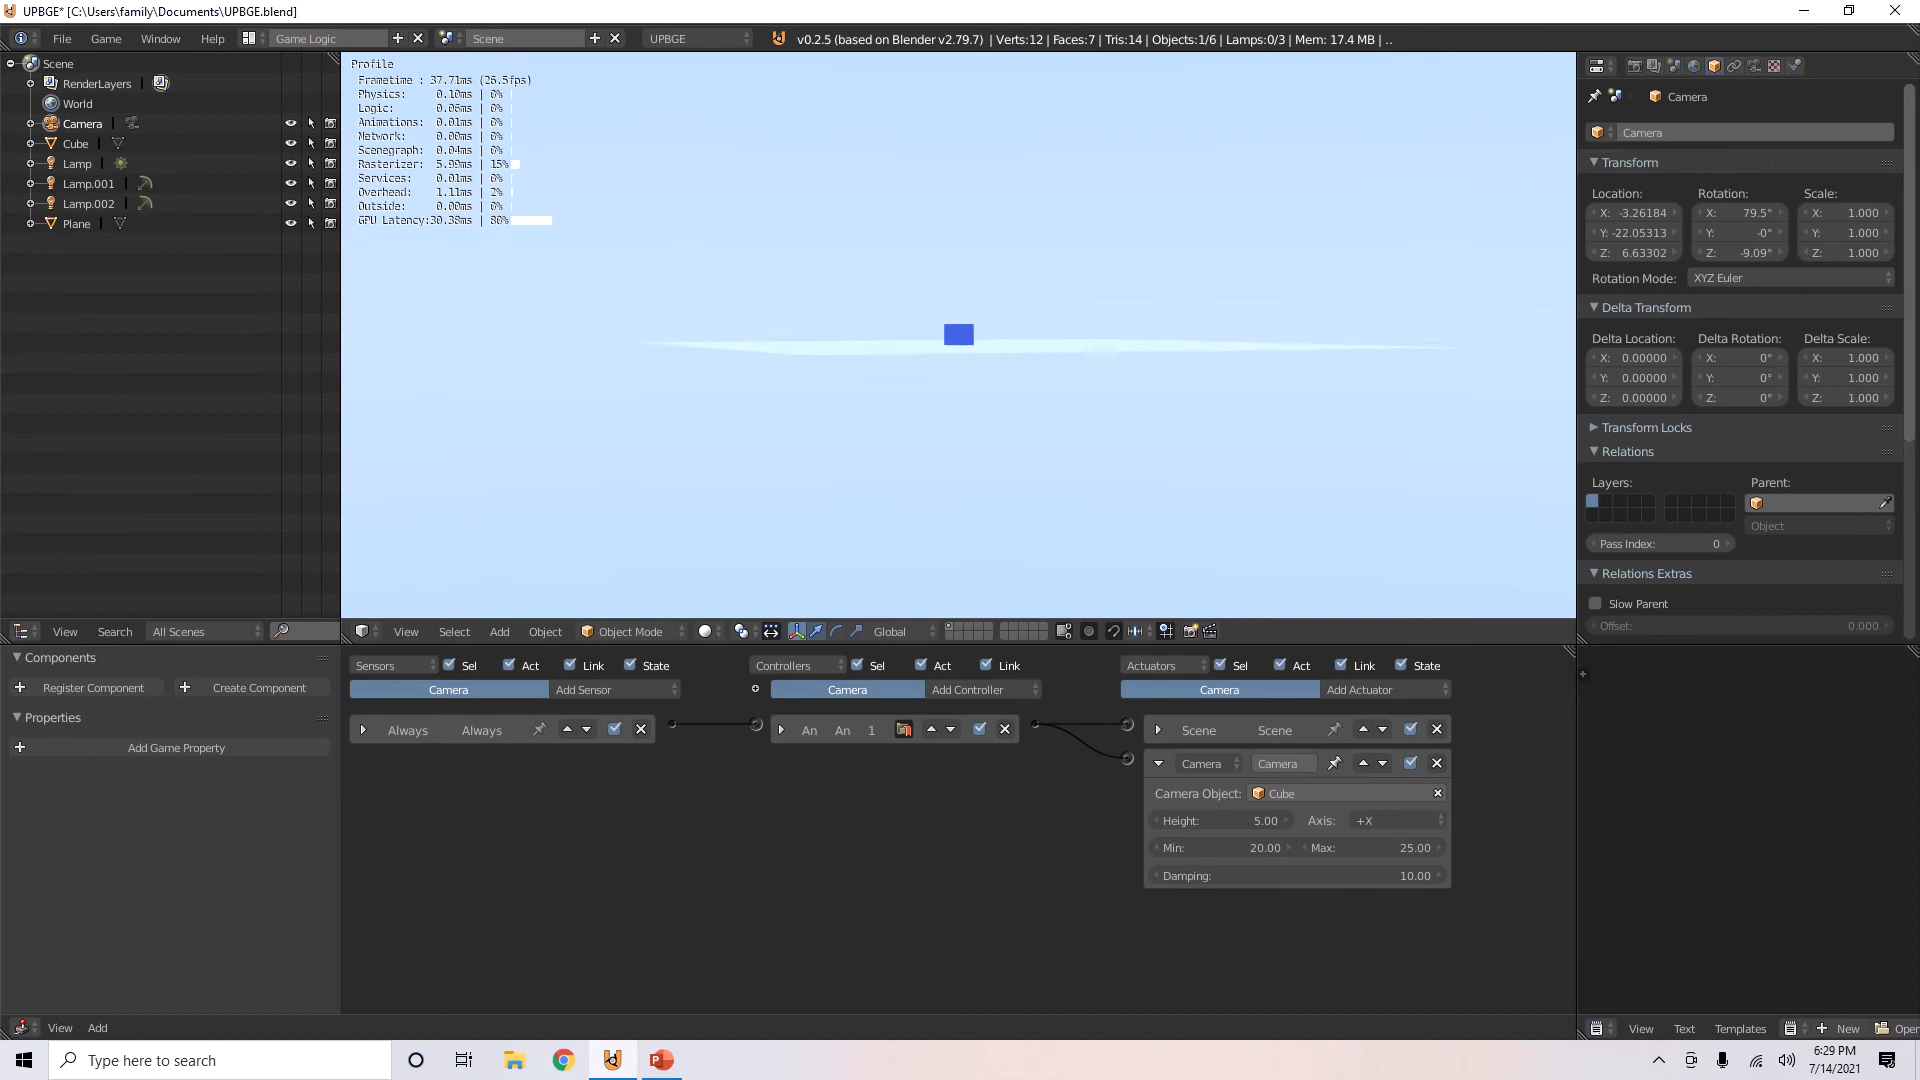 UPBGE* [C:\Users\family\Documents\UPBGE.blend]
File Game Window Help Game Logic Scene UPBGE v0.2.5 (based on Blender v2.79.7) | Verts:12 | Faces:7 | Tris:14 | Objects:1/6 | Lamps:0/3 | Mem: 17.4 MB | ..
Scene
RenderLayers
World
Camera
Cube
Lamp
Lamp.001
Lamp.002
Plane
View Search All Scenes
Profile
Frametime : 37.71ms (26.5fps)
Physics: 0.10ms | 0%
Logic: 0.06ms | 0%
Animations: 0.01ms | 0%
Network: 0.00ms | 0%
Scenegraph: 0.04ms | 0%
Rasterizer: 5.99ms | 15%
Services: 0.01ms | 0%
Overhead: 1.11ms | 2%
Outside: 0.00ms | 0%
GPU Latency:30.38ms | 80%
View Select Add Object Object Mode Global
Camera
Camera
Transform
Location: Rotation: Scale:
X: -3.26184 X: 79.5° X: 1.000
Y: -22.05313 Y: -0° Y: 1.000
Z: 6.63302 Z: -9.09° Z: 1.000
Rotation Mode: XYZ Euler
Delta Transform
Delta Location: Delta Rotation: Delta Scale:
X: 0.00000 X: 0° X: 1.000
Y: 0.00000 Y: 0° Y: 1.000
Z: 0.00000 Z: 0° Z: 1.000
Transform Locks
Relations
Layers: Parent:
Object
Pass Index: 0
Relations Extras
Slow Parent
Offset: 0.000
Components
Register Component Create Component
Properties
Add Game Property
Sensors Sel Act Link State Controllers Sel Act Link Actuators Sel Act Link State
Camera Add Sensor Camera Add Controller Camera Add Actuator
Always Always An An 1 Scene Scene
Camera Camera
Camera Object: Cube
Height: 5.00 Axis: +X
Min: 20.00 Max: 25.00
Damping: 10.00
View Add
View Text Templates New Open
Type here to search
6:29 PM
7/14/2021